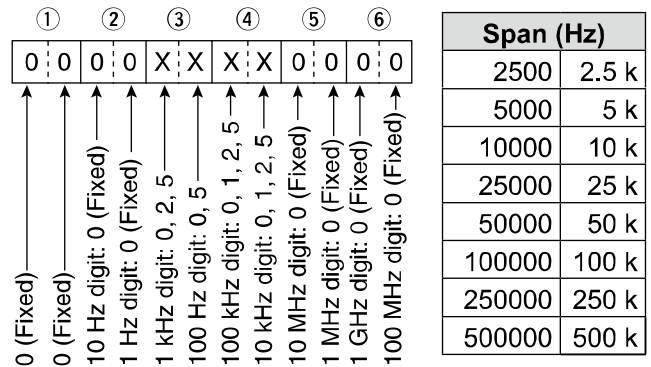 ① ② ③ ④ ⑤ ⑥
0 0 0 0 X X X X 0 0 0 0
0 (Fixed)
0 (Fixed)
10 Hz digit: 0 (Fixed)
1 Hz digit: 0 (Fixed)
1 kHz digit: 0, 2, 5
100 Hz digit: 0, 5
100 kHz digit: 0, 1, 2, 5
10 kHz digit: 0, 1, 2, 5
10 MHz digit: 0 (Fixed)
1 MHz digit: 0 (Fixed)
1 GHz digit: 0 (Fixed)
100 MHz digit: 0 (Fixed)
Span (Hz)
2500 2.5 k
5000 5 k
10000 10 k
25000 25 k
50000 50 k
100000 100 k
250000 250 k
500000 500 k